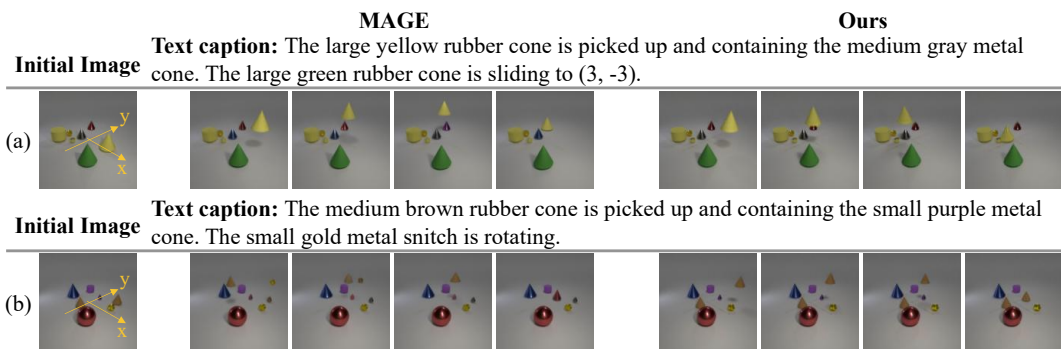 MAGE Ours
Initial Image
Text caption: The large yellow rubber cone is picked up and containing the medium gray metal
cone. The large green rubber cone is sliding to (3, -3).
(a)
y
x
Initial Image
Text caption: The medium brown rubber cone is picked up and containing the small purple metal
cone. The small gold metal snitch is rotating.
(b)
y
x